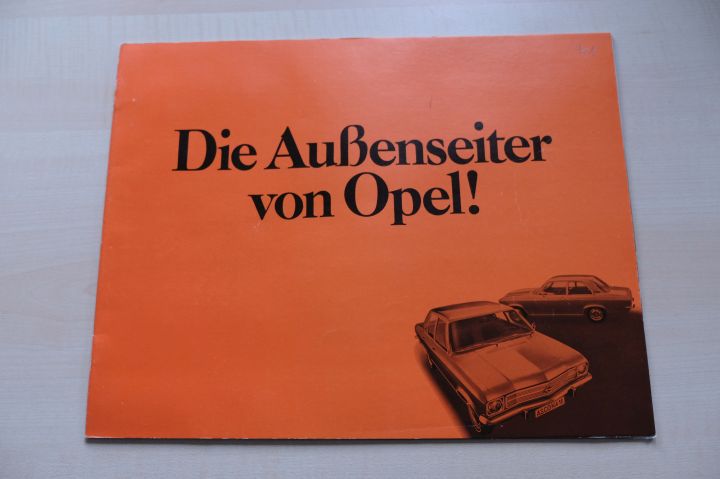 Die Außenseiter
von Opel!